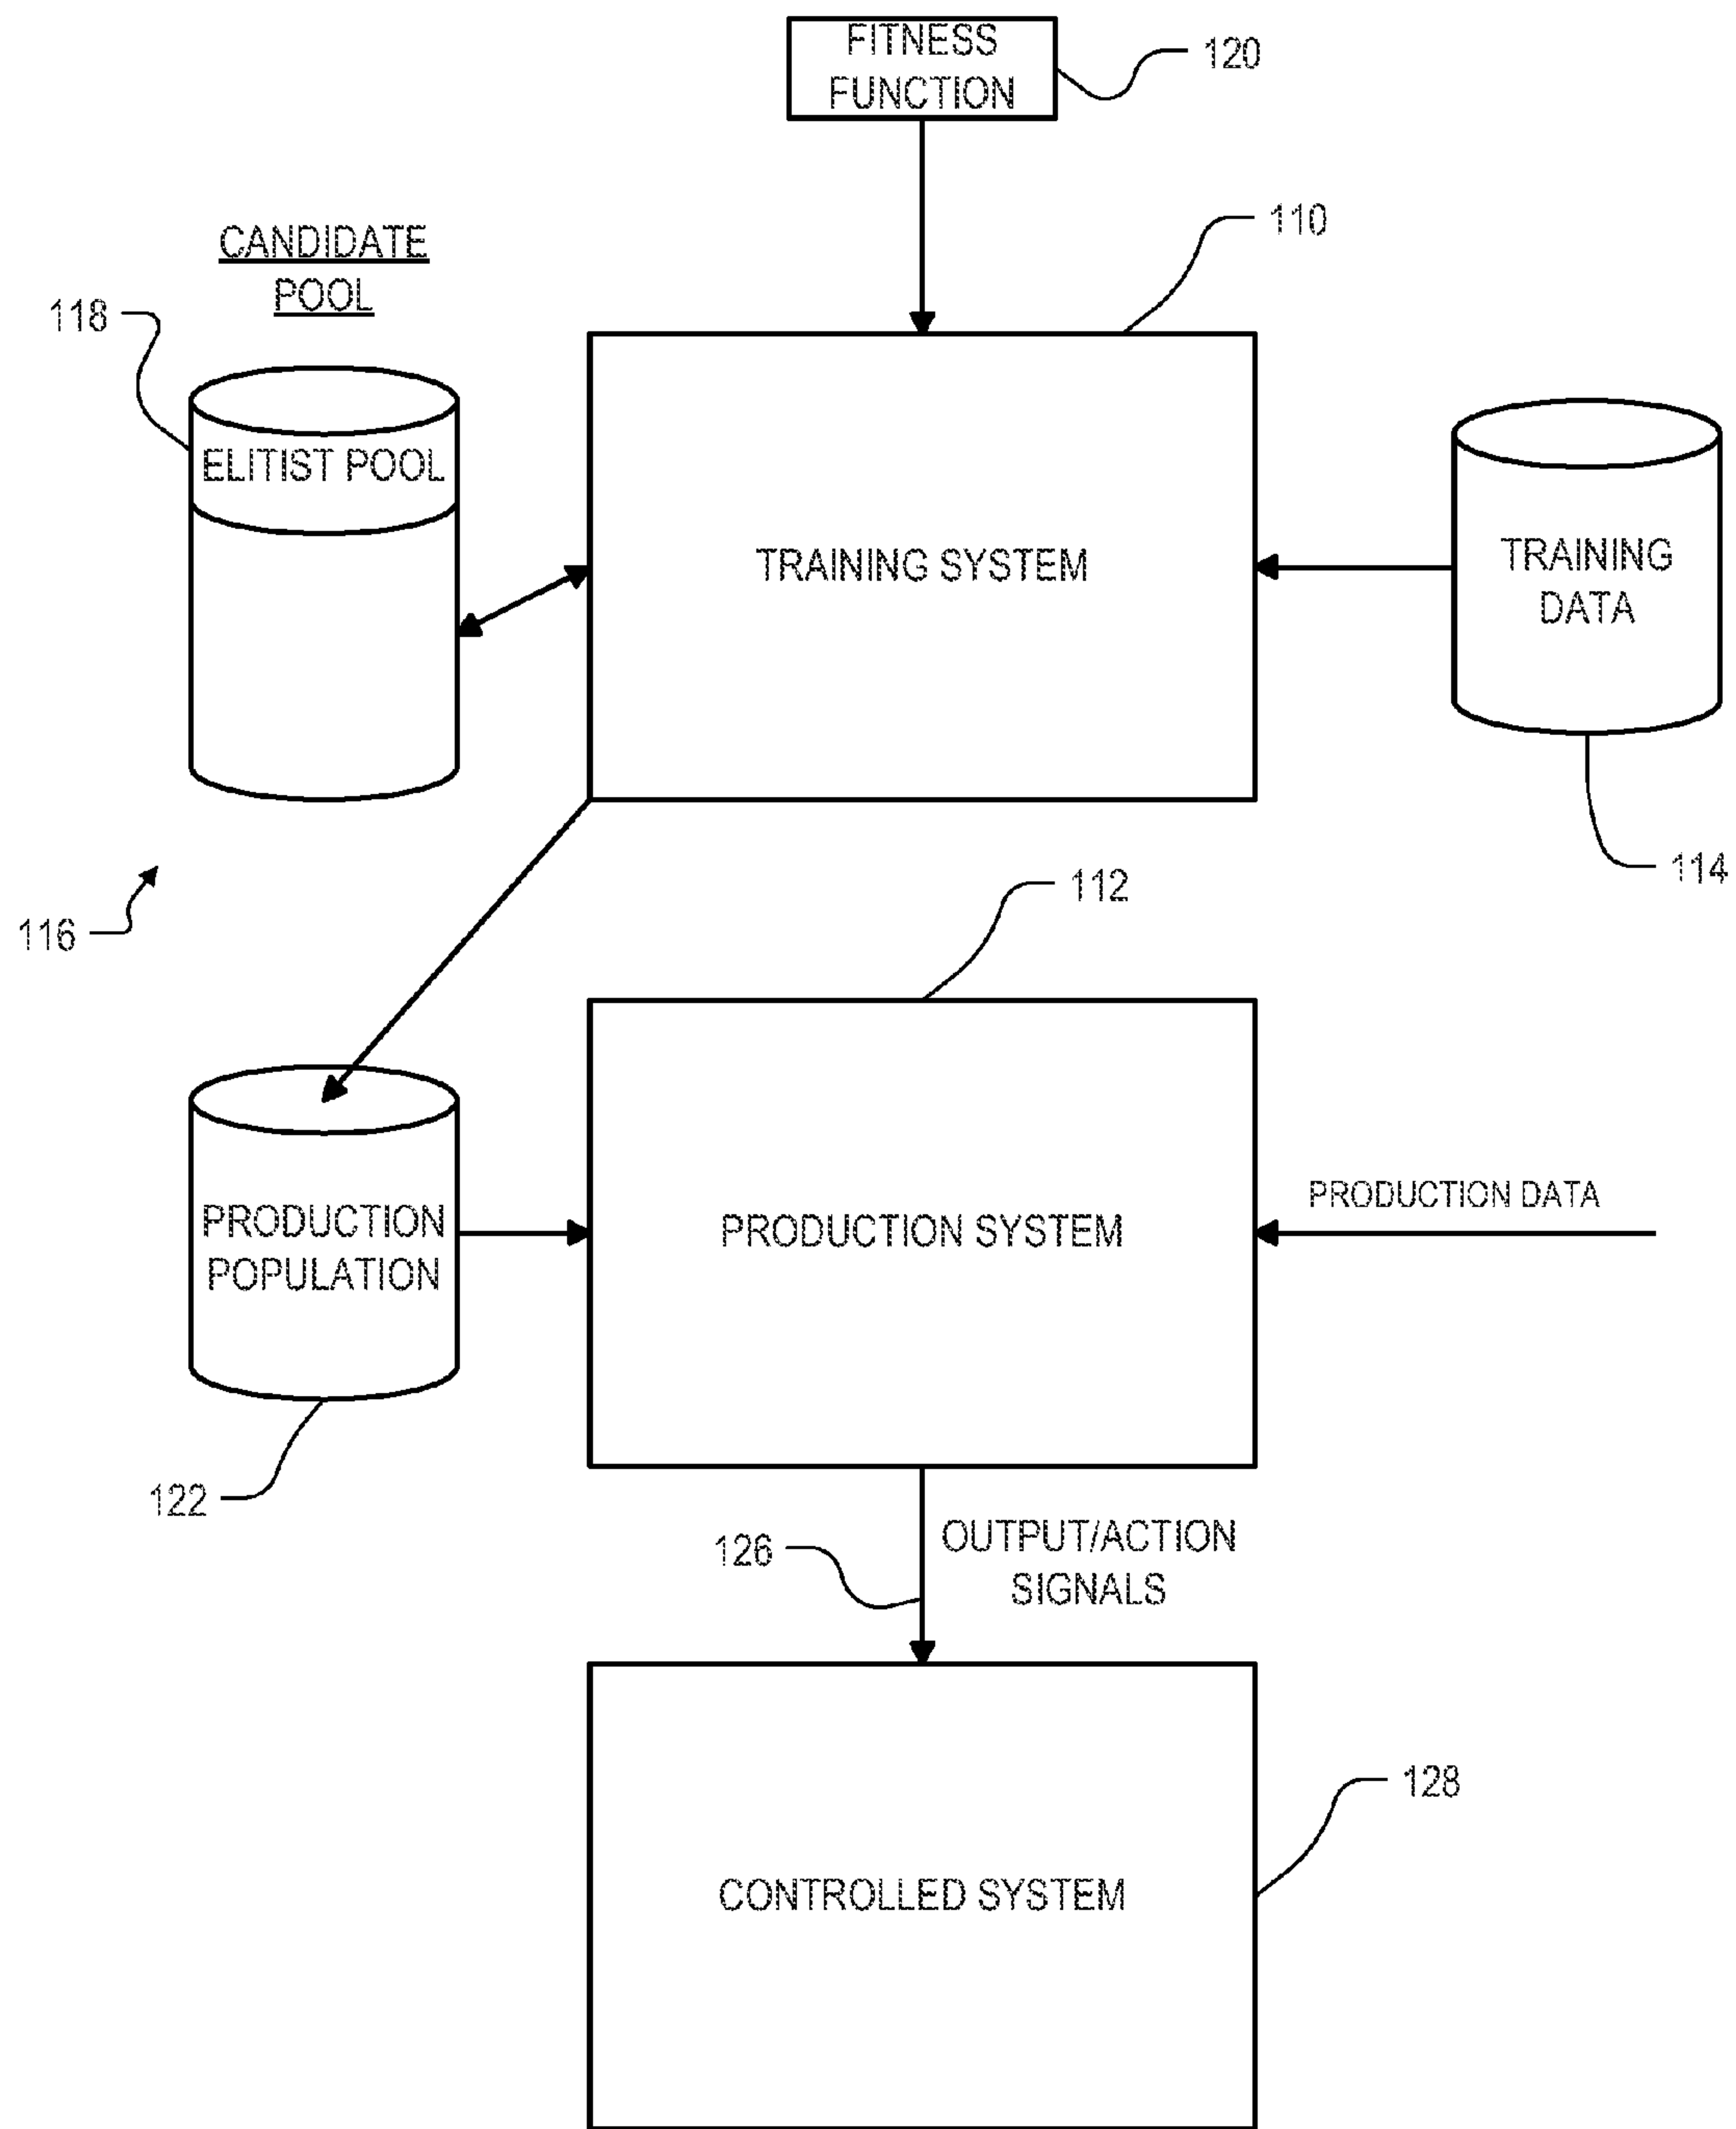 FITNESS
FUNCTION
120
110
CANDIDATE
POOL
118
ELITIST POOL
TRAINING SYSTEM
TRAINING
DATA
114
116
112
PRODUCTION
POPULATION
PRODUCTION SYSTEM
PRODUCTION DATA
122
126
OUTPUT/ACTION
SIGNALS
128
CONTROLLED SYSTEM